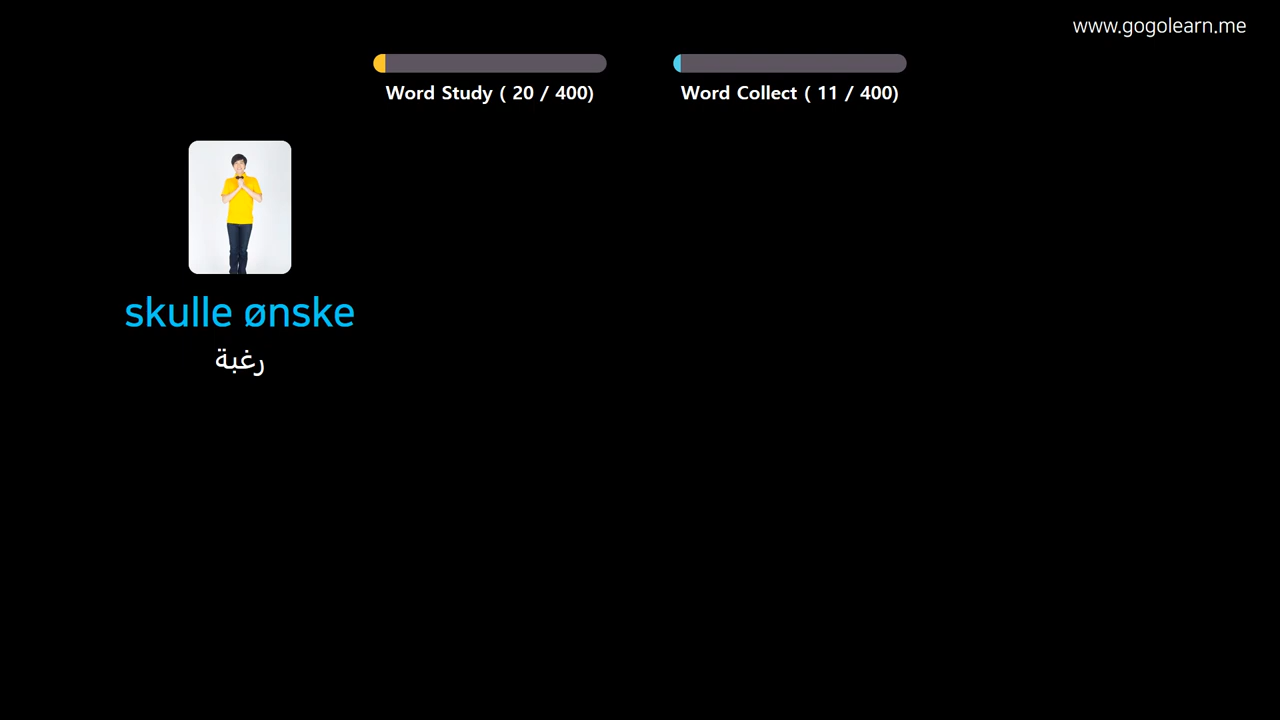 www.gogolearn.me
Word Study ( 20 / 400)
Word Collect ( 11 / 400)
skulle ønske
رغبة